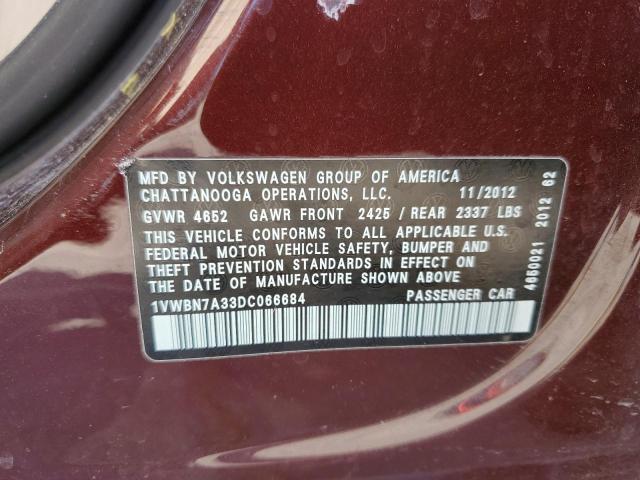 MFD BY VOLKSWAGEN GROUP OF AMERICA
CHATTANOOGA OPERATIONS, LLC. 11/2012
GVWR 4652 GAWR FRONT 2425 / REAR 2337 LBS
THIS VEHICLE CONFORMS TO ALL APPLICABLE U.S.
FEDERAL MOTOR VEHICLE SAFETY, BUMPER AND
THEFT PREVENTION STANDARDS IN EFFECT ON
THE DATE OF MANUFACTURE SHOWN ABOVE
1VWBN7A33DC066684 PASSENGER CAR
4650021 2012 62